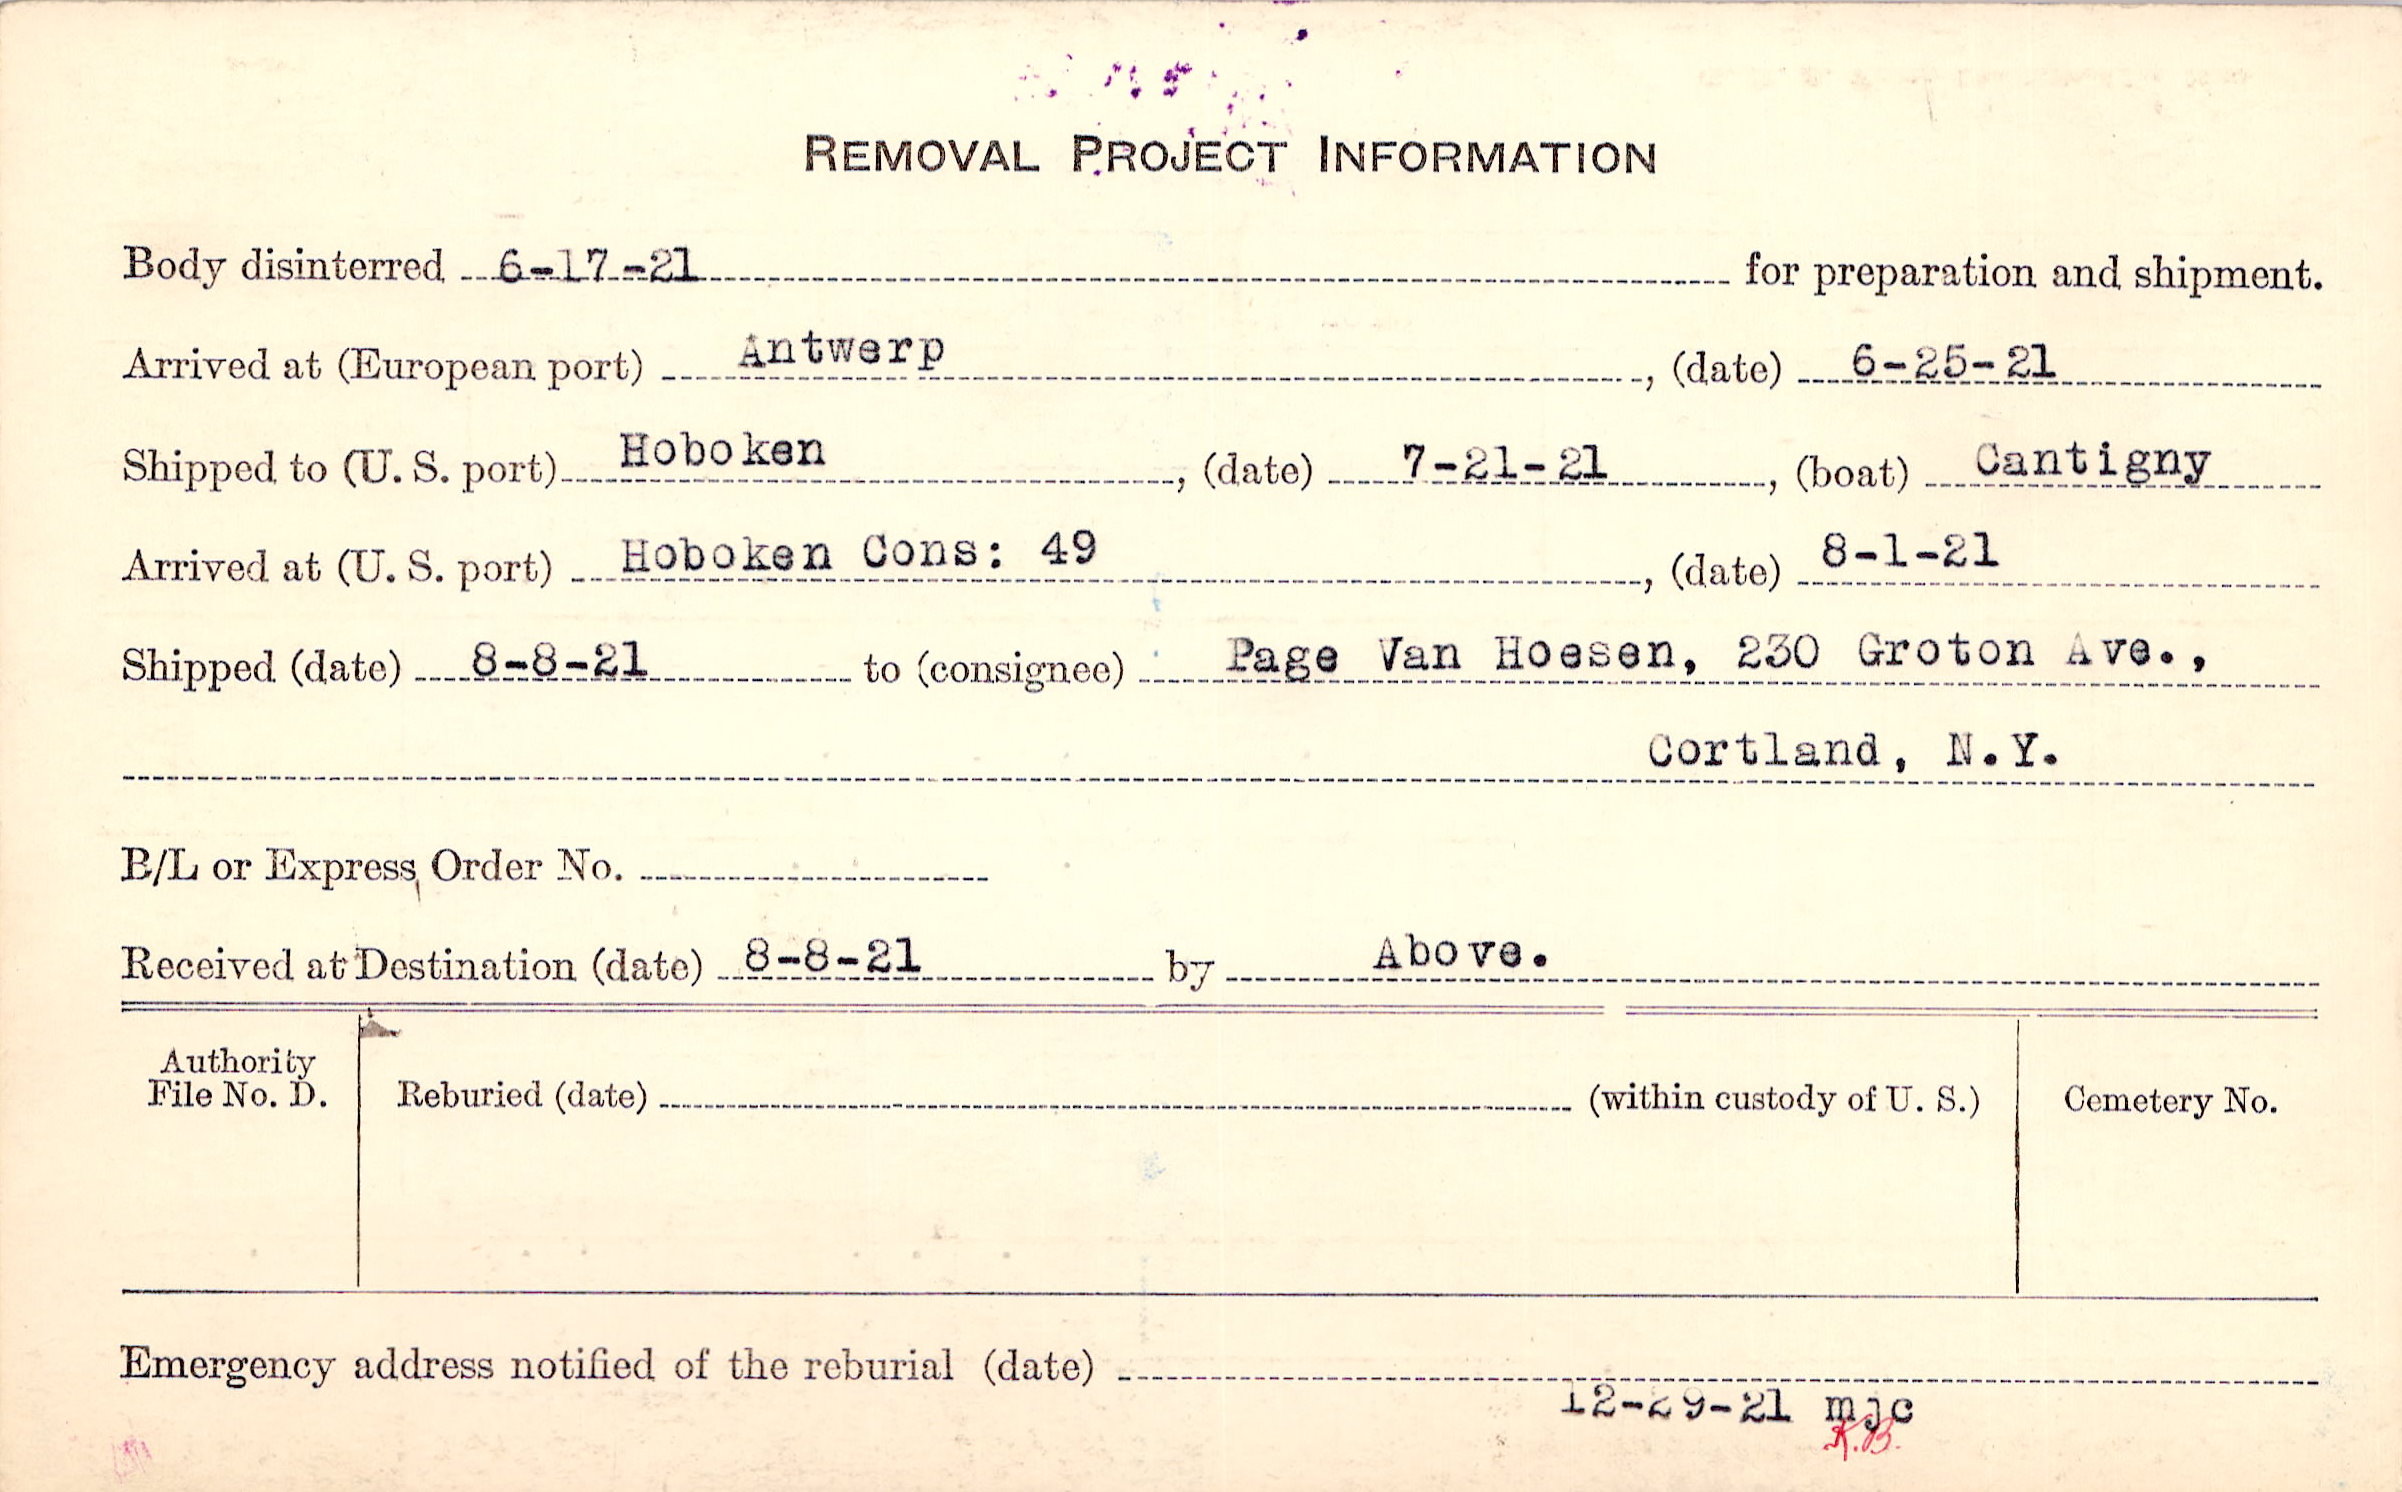 REMOVAL PROJECT INFORMATION
Body disinterred 6-17-21 for preparation and shipment.
Arrived at (European port) Antwerp, (date) 6-25-21
Shipped to (U. S. port) Hoboken, (date) 7-21-21, (boat) Cantigny
Arrived at (U. S. port) Hoboken Cons: 49, (date) 8-1-21
Shipped (date) 8-8-21 to (consignee) Page Van Hoesen, 230 Groton Ave.,
Cortland, N.Y.
B/L or Express Order No.
Received at Destination (date) 8-8-21 by Above.
Authority
File No. D.
Reburied (date) (within custody of U. S.)
Cemetery No.
Emergency address notified of the reburial (date)
12-29-21 mjc
K.B.